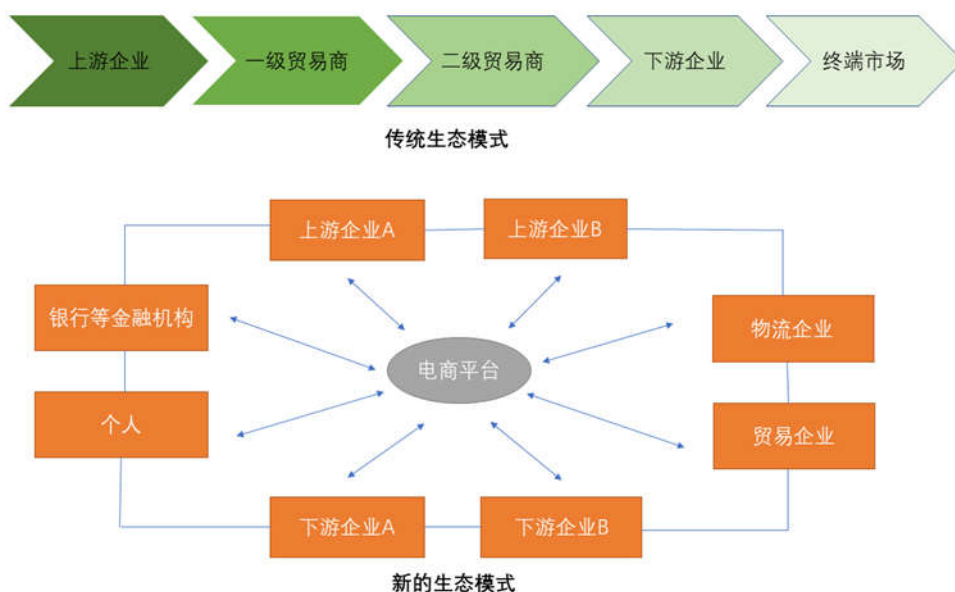 上游企业
一级贸易商
二级贸易商
下游企业
终端市场
传统生态模式
上游企业A
上游企业B
银行等金融机构
物流企业
电商平台
个人
贸易企业
下游企业A
下游企业B
新的生态模式